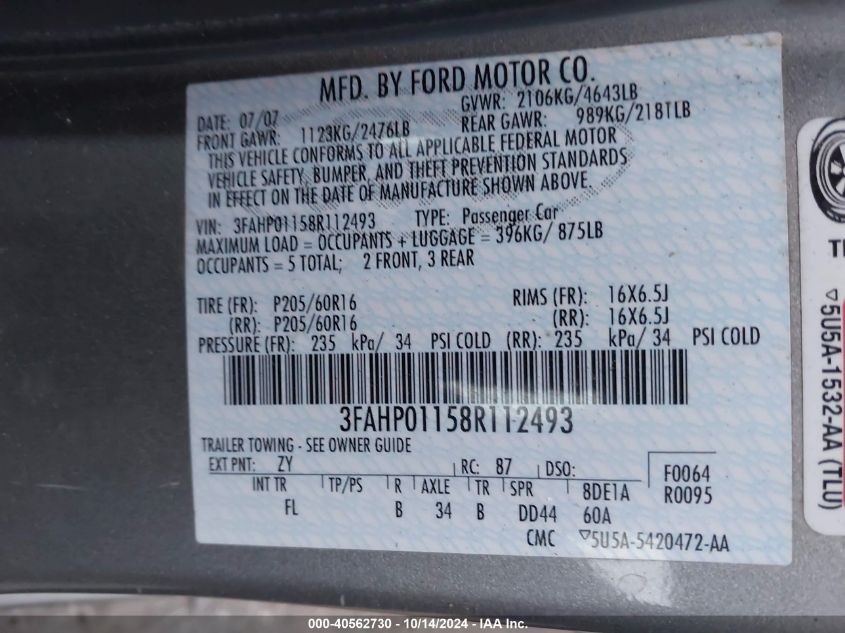 MFD. BY FORD MOTOR CO.
DATE: 07/07 GVWR: 2106KG/4643LB
FRONT GAWR: 1123KG/2476LB REAR GAWR: 989KG/2181LB
THIS VEHICLE CONFORMS TO ALL APPLICABLE FEDERAL MOTOR
VEHICLE SAFETY, BUMPER, AND THEFT PREVENTION STANDARDS
IN EFFECT ON THE DATE OF MANUFACTURE SHOWN ABOVE.
VIN: 3FAHP01158R112493 TYPE: Passenger Car
MAXIMUM LOAD = OCCUPANTS + LUGGAGE = 396KG/ 875LB
OCCUPANTS = 5 TOTAL; 2 FRONT, 3 REAR
TIRE (FR): P205/60R16 RIMS (FR): 16X6.5J
(RR): P205/60R16 (RR): 16X6.5J
PRESSURE (FR): 235 kPa/ 34 PSI COLD (RR): 235 kPa/ 34 PSI COLD
3FAHP01158R112493
TRAILER TOWING - SEE OWNER GUIDE
EXT PNT: ZY RC: 87 DSO: F0064
INT TR TP/PS R AXLE TR SPR 8DE1A R0095
FL B 34 B DD44 60A
CMC ▽5U5A-5420472-AA
▽5U5A-1532-AA (TLU)
000-40562730 - 10/14/2024 - IAA Inc.